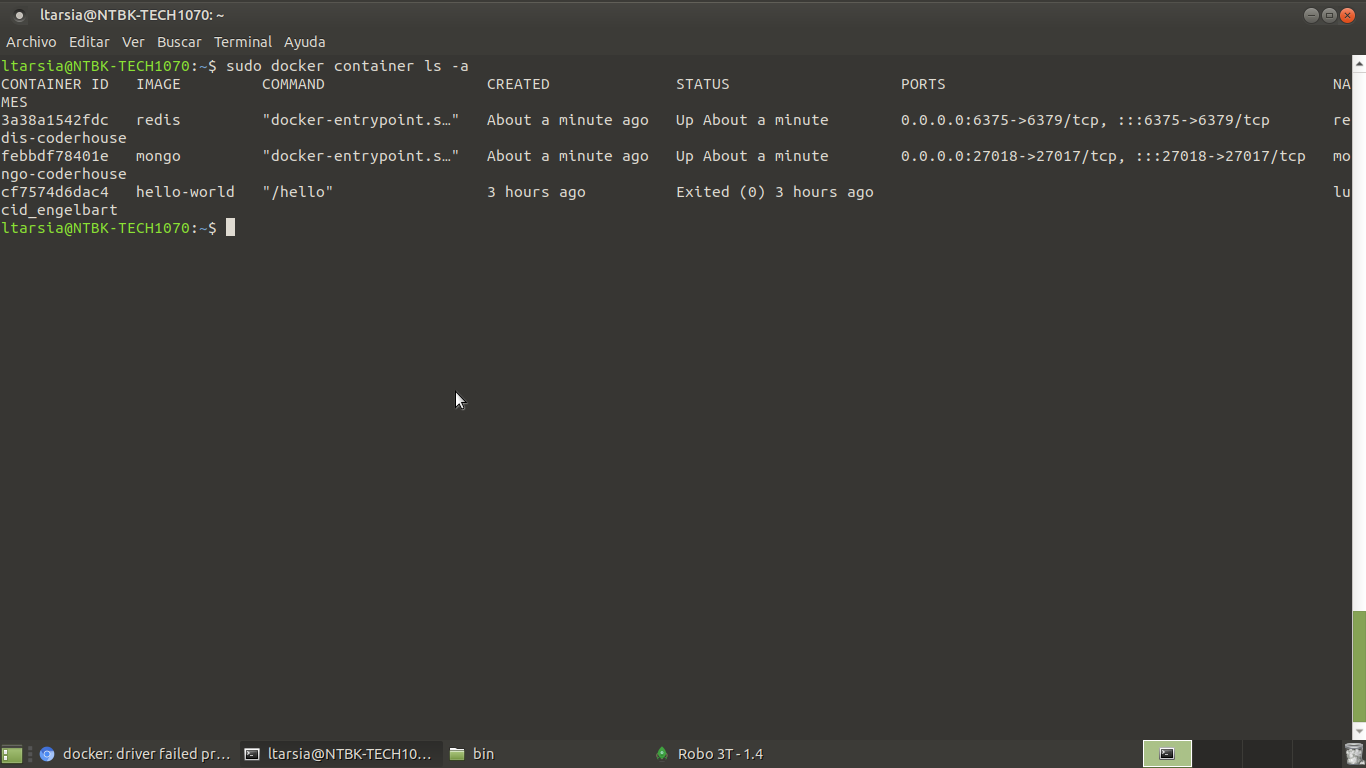 ltarsia@NTBK-TECH1070: ~
Archivo Editar Ver Buscar Terminal Ayuda
ltarsia@NTBK-TECH1070:~$ sudo docker container ls -a
CONTAINER ID   IMAGE         COMMAND                  CREATED              STATUS                   PORTS                                           NA
MES
3a38a1542fdc   redis         "docker-entrypoint.s…"   About a minute ago   Up About a minute        0.0.0.0:6375->6379/tcp, :::6375->6379/tcp       re
dis-coderhouse
febbdf78401e   mongo         "docker-entrypoint.s…"   About a minute ago   Up About a minute        0.0.0.0:27018->27017/tcp, :::27018->27017/tcp   mo
ngo-coderhouse
cf7574d6dac4   hello-world   "/hello"                 3 hours ago          Exited (0) 3 hours ago                                                   lu
cid_engelbart
ltarsia@NTBK-TECH1070:~$
docker: driver failed pr... ltarsia@NTBK-TECH10... bin Robo 3T - 1.4